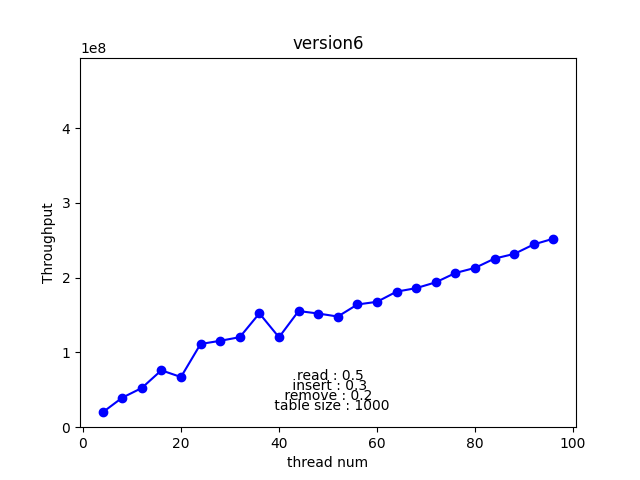 version6
1e8
4
3
2
1
0
Throughput
read : 0.5
insert : 0.3
remove : 0.2
table size : 1000
0 20 40 60 80 100
thread num